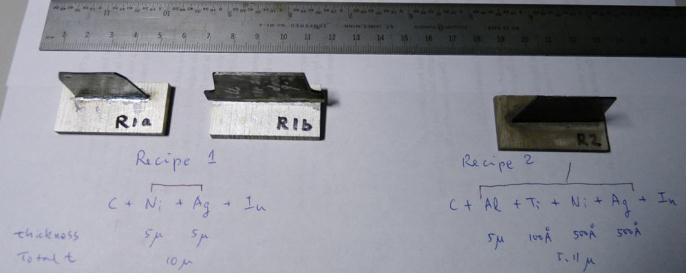 R1a
R1b
R2
Recipe 1
Recipe 2
C + Ni + Ag + In
C + Al + Ti + Ni + Ag + In
thickness 5μ 5μ
5μ 100Å 500Å 500Å
Total t 10μ
5.11μ